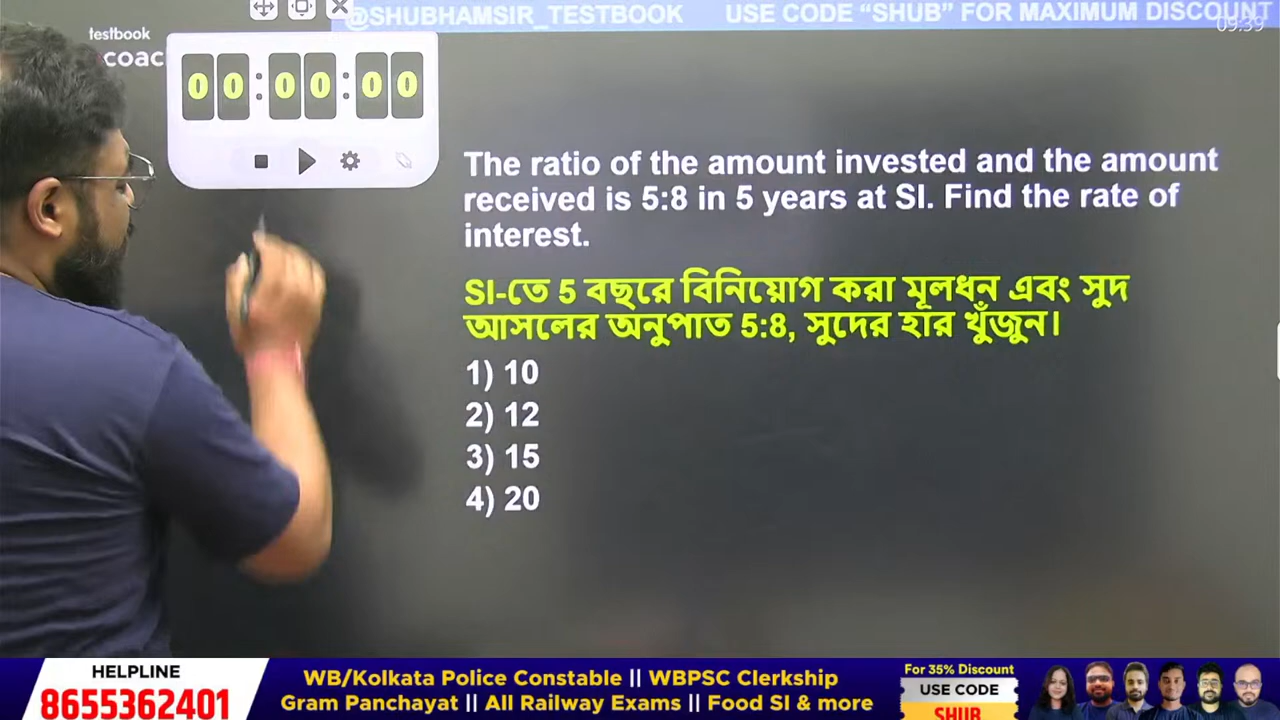 @SHUBHAMSIR_TESTBOOK USE CODE “SHUB” FOR MAXIMUM DISCOUNT
09:39
testbook
coac
00:00:00
The ratio of the amount invested and the amount
received is 5:8 in 5 years at SI. Find the rate of
interest.
SI-তে 5 বছরে বিনিয়োগ করা মূলধন এবং সুদ
আসলের অনুপাত 5:8, সুদের হার খুঁজুন।
1) 10
2) 12
3) 15
4) 20
HELPLINE
8655362401
WB/Kolkata Police Constable || WBPSC Clerkship
Gram Panchayat || All Railway Exams || Food SI & more
For 35% Discount
USE CODE
SHUB